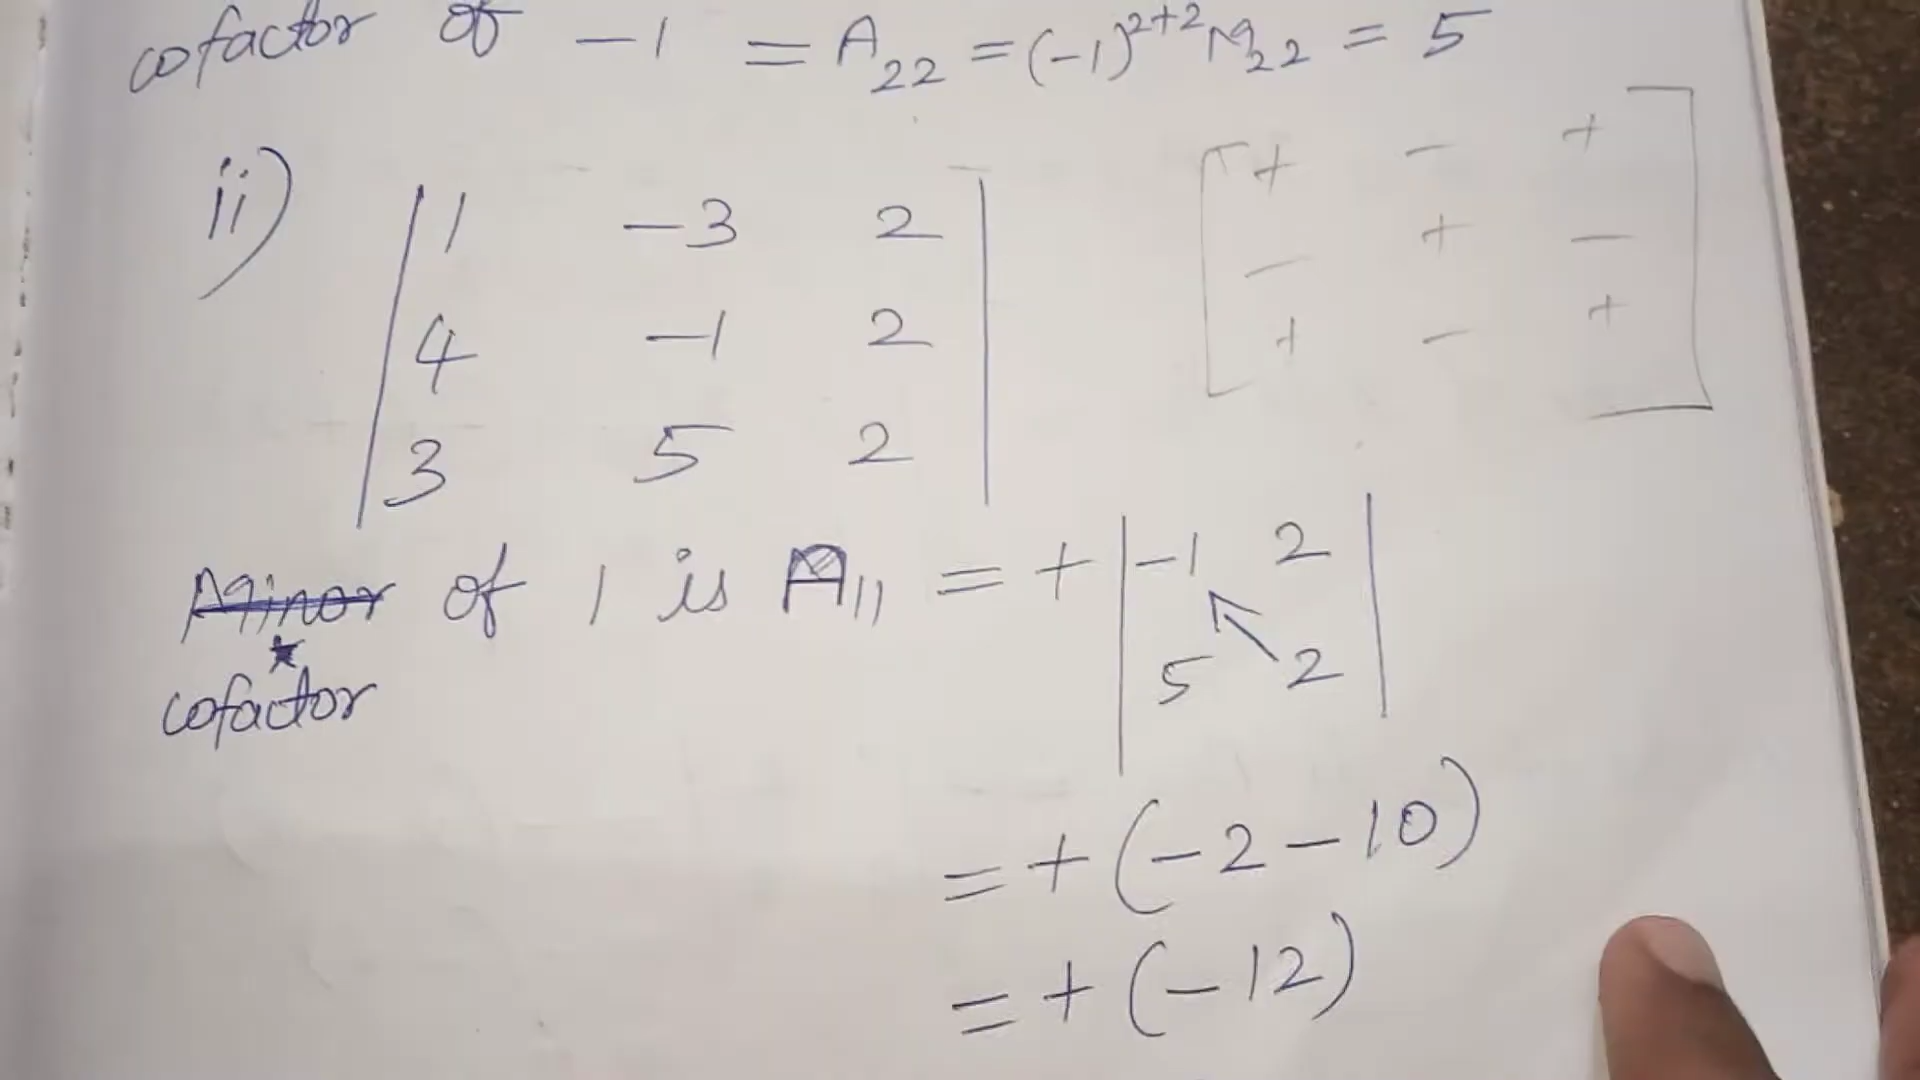 cofactor of -1 = A₂₂ = (-1)²⁺² M₂₂ = 5
ii) | 1 -3 2 |
| 4 -1 2 |
| 3 5 2 |
[ + - +
- + -
+ - + ]
Minor of 1 is A₁₁ = + | -1 2 |
| 5 2 |
cofactor
= + (-2 - 10)
= + (-12)